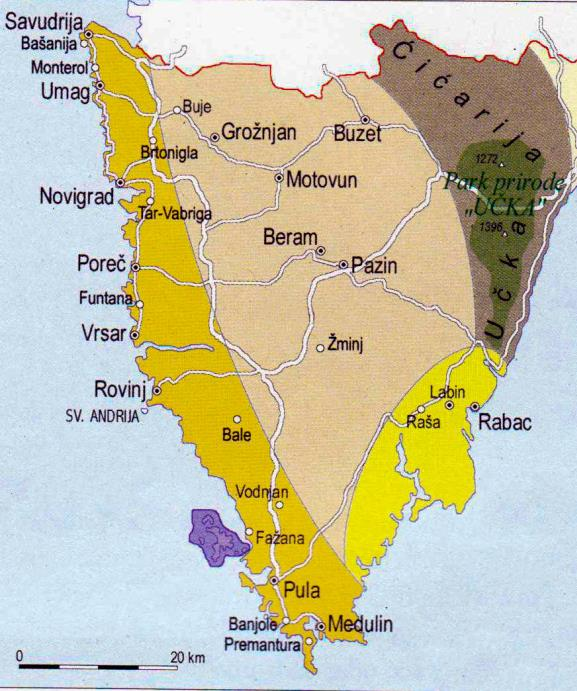 Savudrija
Bašanija
Monterol
Umag
Buje
Grožnjan
Buzet
Brtonigla
Motovun
Novigrad
Tar-Vabriga
Beram
Poreč
Pazin
Funtana
Vrsar
Žminj
Rovinj
SV. ANDRIJA
Labin
Raša
Rabac
Bale
Vodnjan
Fažana
Pula
Banjole
Medulin
Premantura
Ćićarija
1272
Park prirode
„UČKA"
1396
Učka
0 20 km